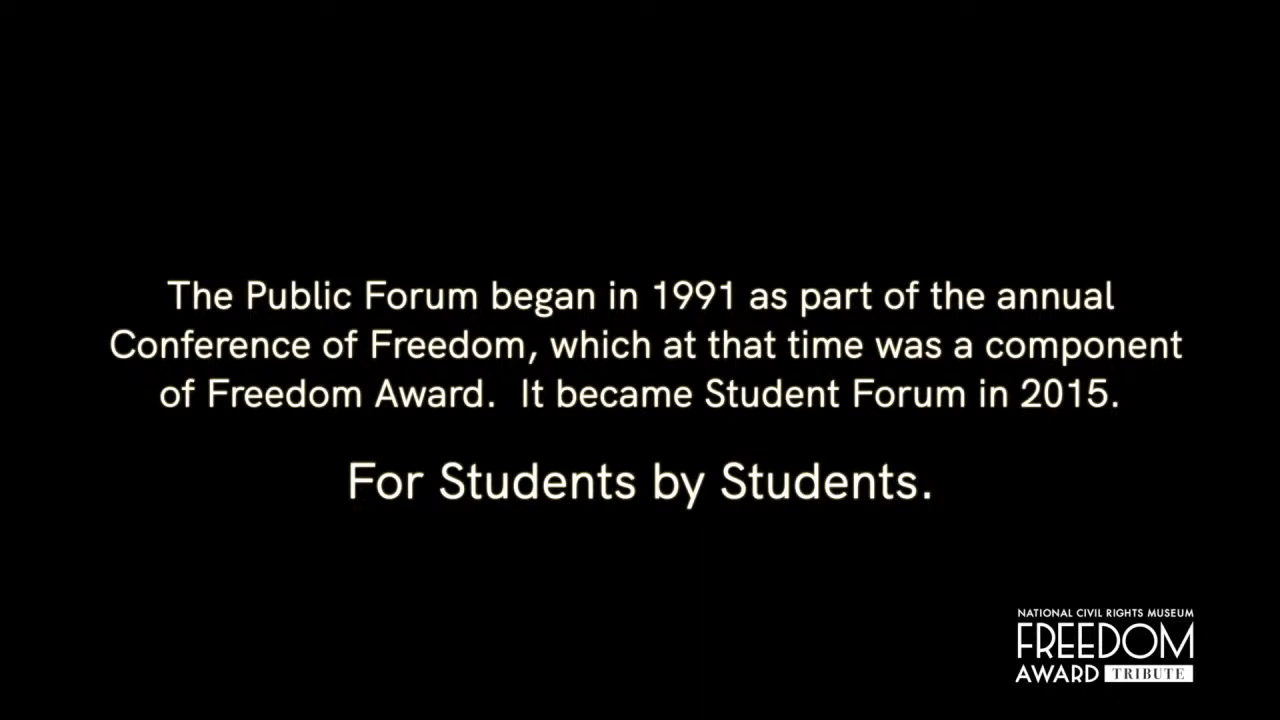 The Public Forum began in 1991 as part of the annual
Conference of Freedom, which at that time was a component
of Freedom Award.  It became Student Forum in 2015.
For Students by Students.
NATIONAL CIVIL RIGHTS MUSEUM
FREEDOM
AWARD TRIBUTE